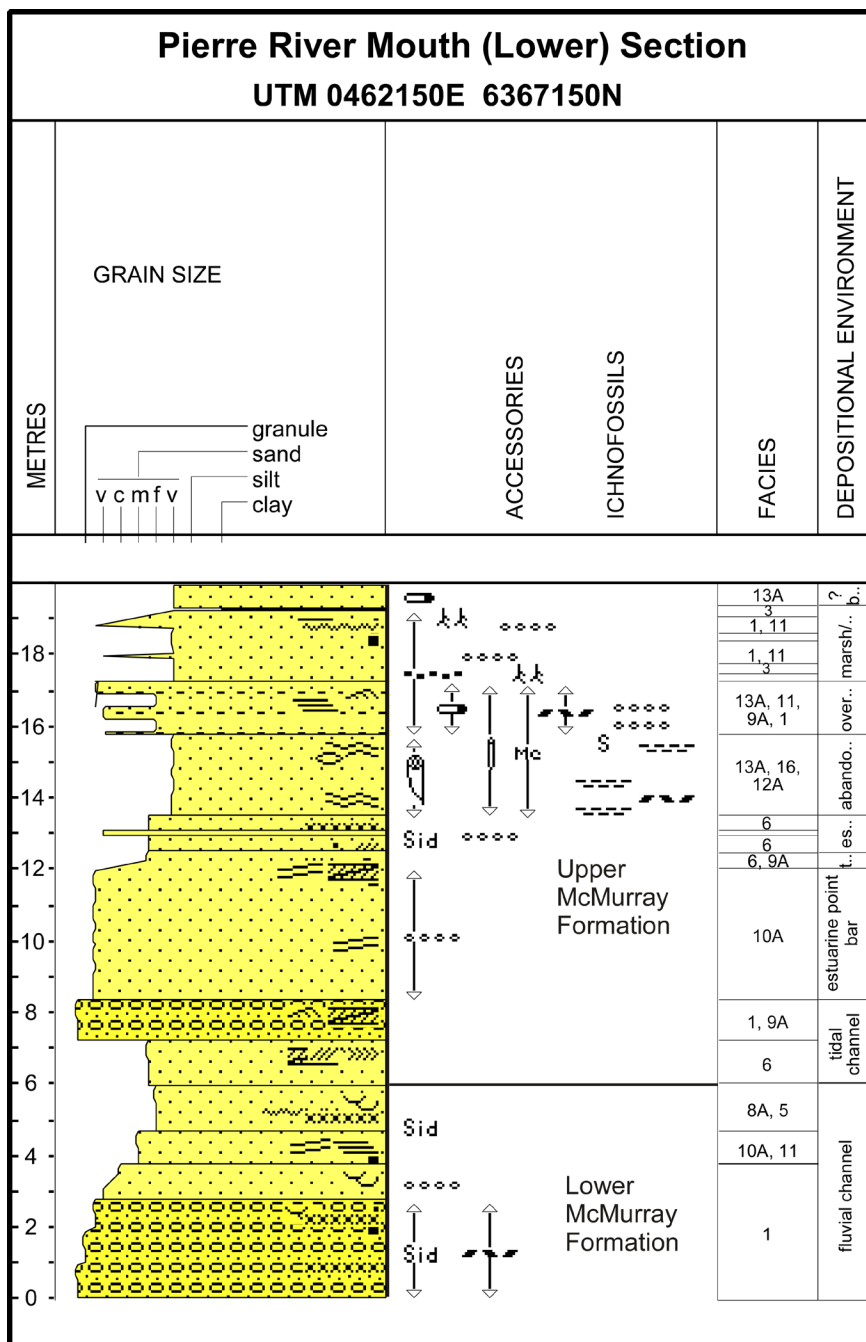 Pierre River Mouth (Lower) Section
UTM 0462150E 6367150N
METRES
GRAIN SIZE
granule
sand
silt
clay
v c m f v
ACCESSORIES
ICHNOFOSSILS
FACIES
DEPOSITIONAL ENVIRONMENT
13A
? b..
3
1, 11
marsh/..
18
1, 11
3
13A, 11,
9A, 1
over..
16
S
Mc
13A, 16,
12A
abando..
14
6
Sid
6
es..
12
6, 9A
t..
Upper
McMurray
Formation
10
10A
estuarine point
bar
8
1, 9A
tidal
channel
6
6
8A, 5
Sid
4
10A, 11
Lower
McMurray
Formation
2
Sid
1
fluvial channel
0